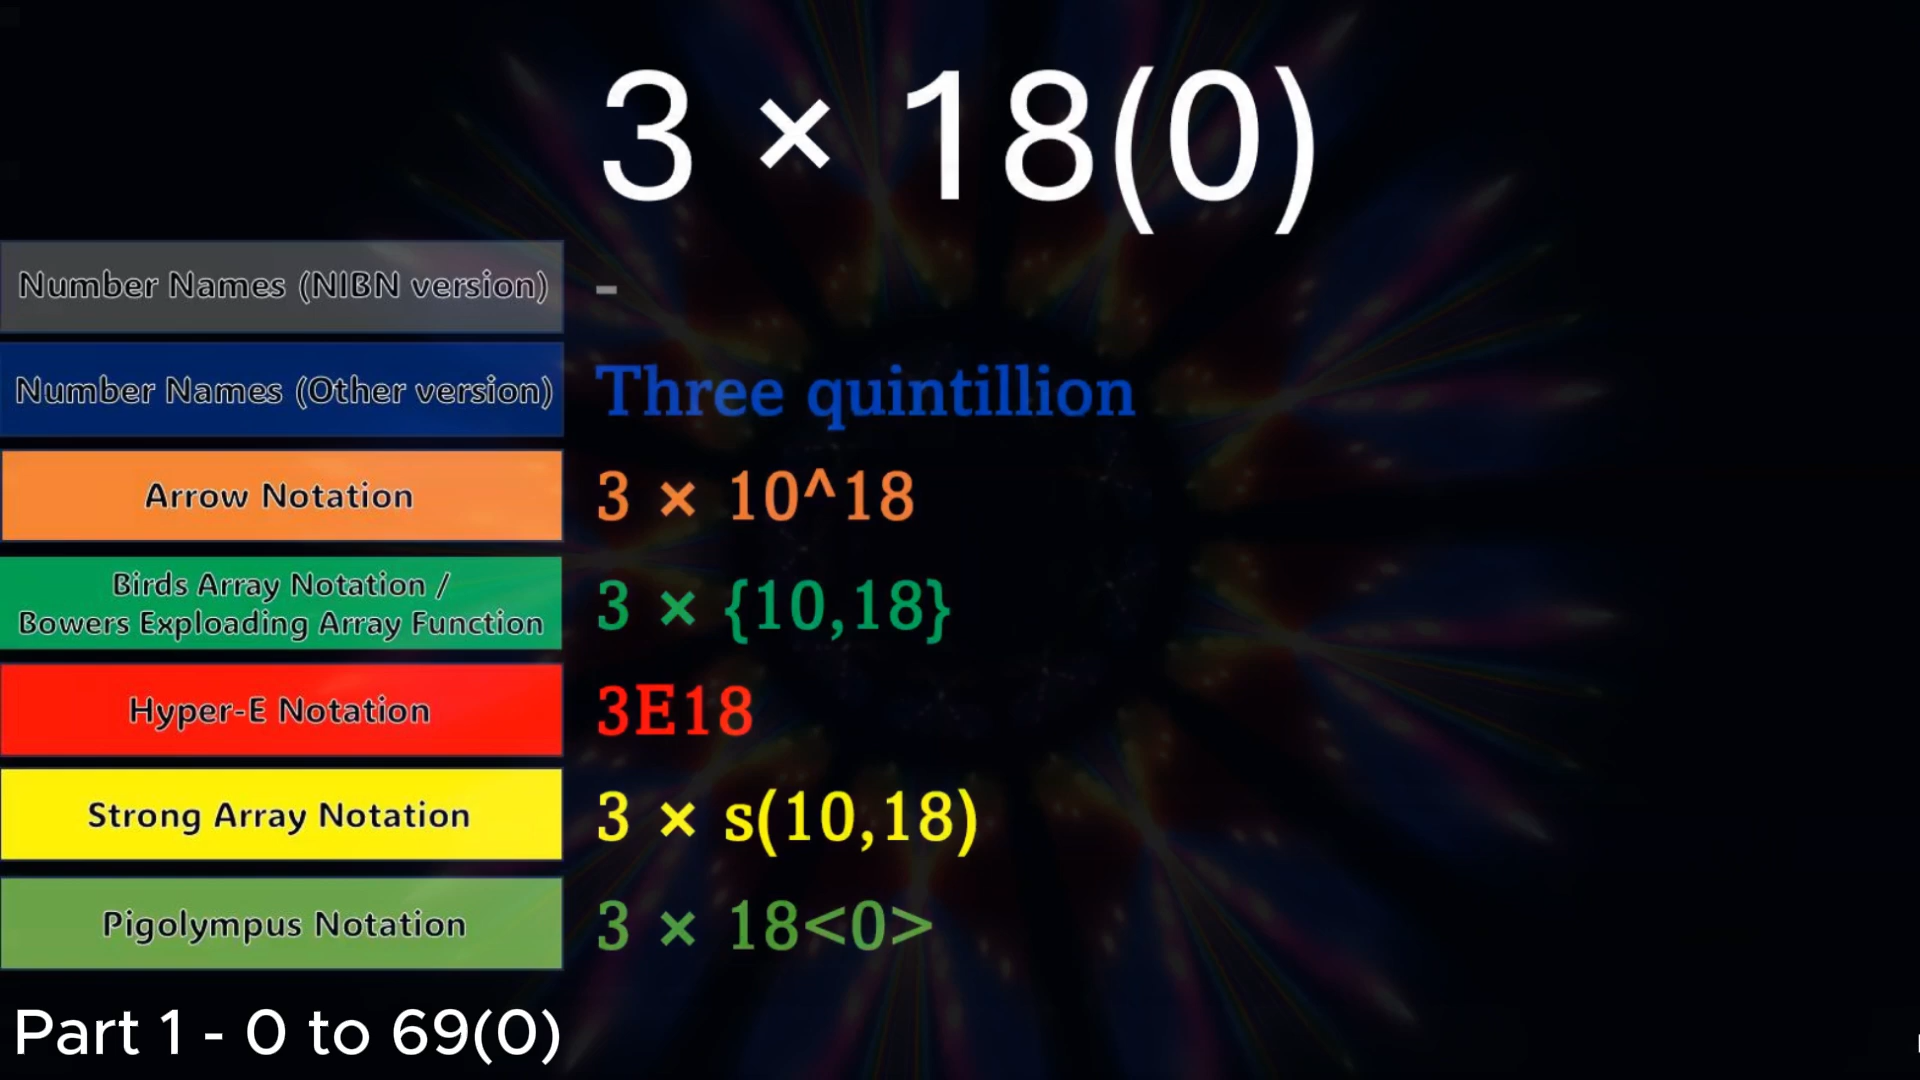 3 × 18(0)
Number Names (NIBN version)
-
Number Names (Other version)
Three quintillion
Arrow Notation
3 × 10^18
Birds Array Notation /
Bowers Exploading Array Function
3 × {10,18}
Hyper-E Notation
3E18
Strong Array Notation
3 × s(10,18)
Pigolympus Notation
3 × 18<0>
Part 1 - 0 to 69(0)